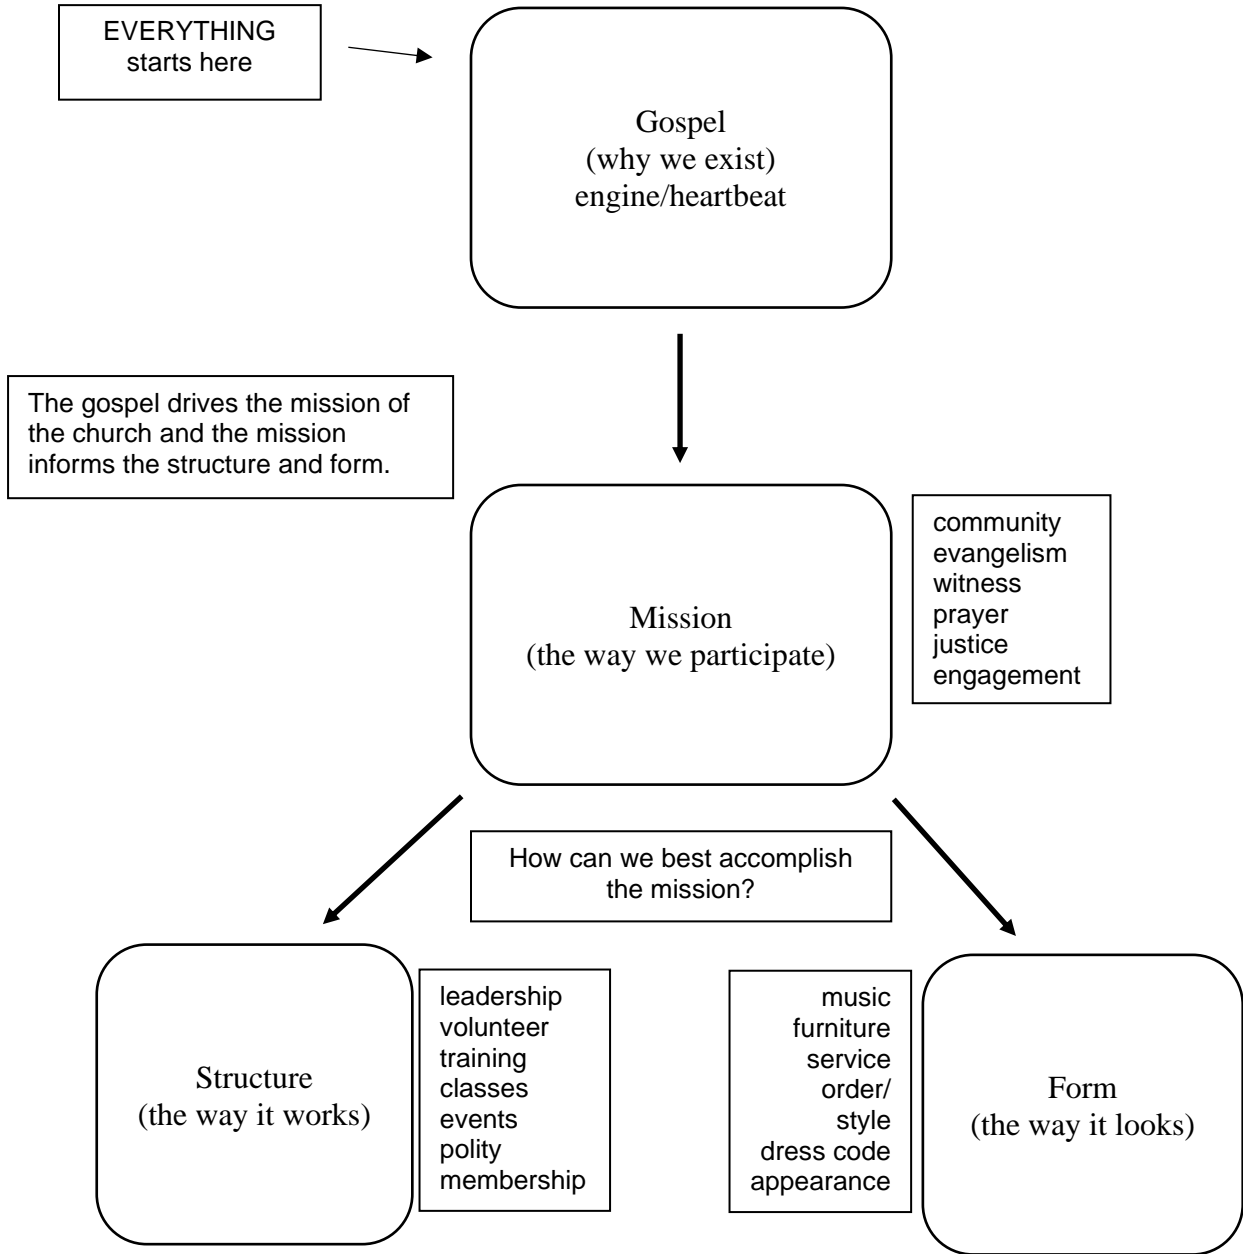 EVERYTHING
starts here
Gospel
(why we exist)
engine/heartbeat
The gospel drives the mission of
the church and the mission
informs the structure and form.
Mission
(the way we participate)
community
evangelism
witness
prayer
justice
engagement
How can we best accomplish
the mission?
Structure
(the way it works)
leadership
volunteer
training
classes
events
polity
membership
music
furniture
service
order/
style
dress code
appearance
Form
(the way it looks)